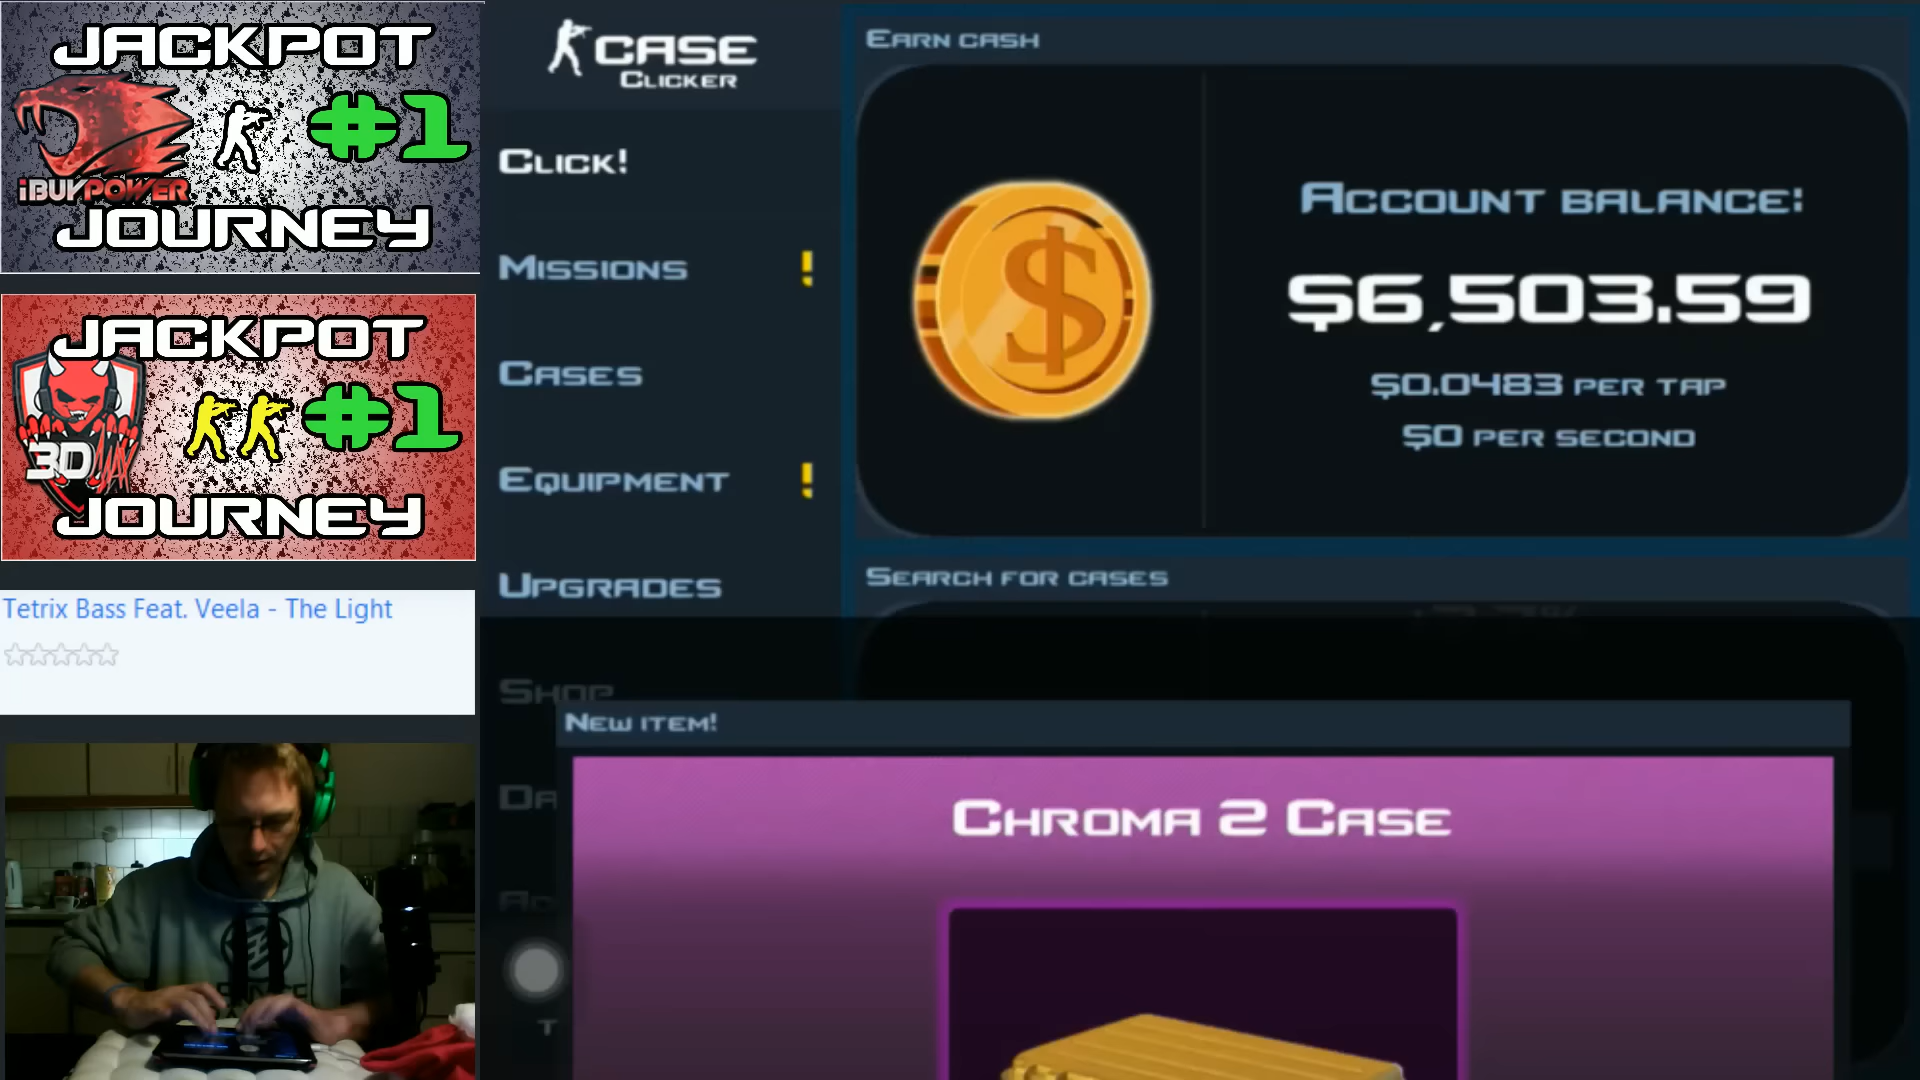 JACKPOT
#1
iBUYPOWER
JOURNEY
JACKPOT
#1
3DMAX
JOURNEY
Tetrix Bass Feat. Veela - The Light
CASE
CLICKER
CLICK!
MISSIONS !
CASES
EQUIPMENT !
UPGRADES
SHOP
EARN CASH
$
ACCOUNT BALANCE:
$6,503.59
$0.0483 PER TAP
$0 PER SECOND
SEARCH FOR CASES
NEW ITEM!
CHROMA 2 CASE